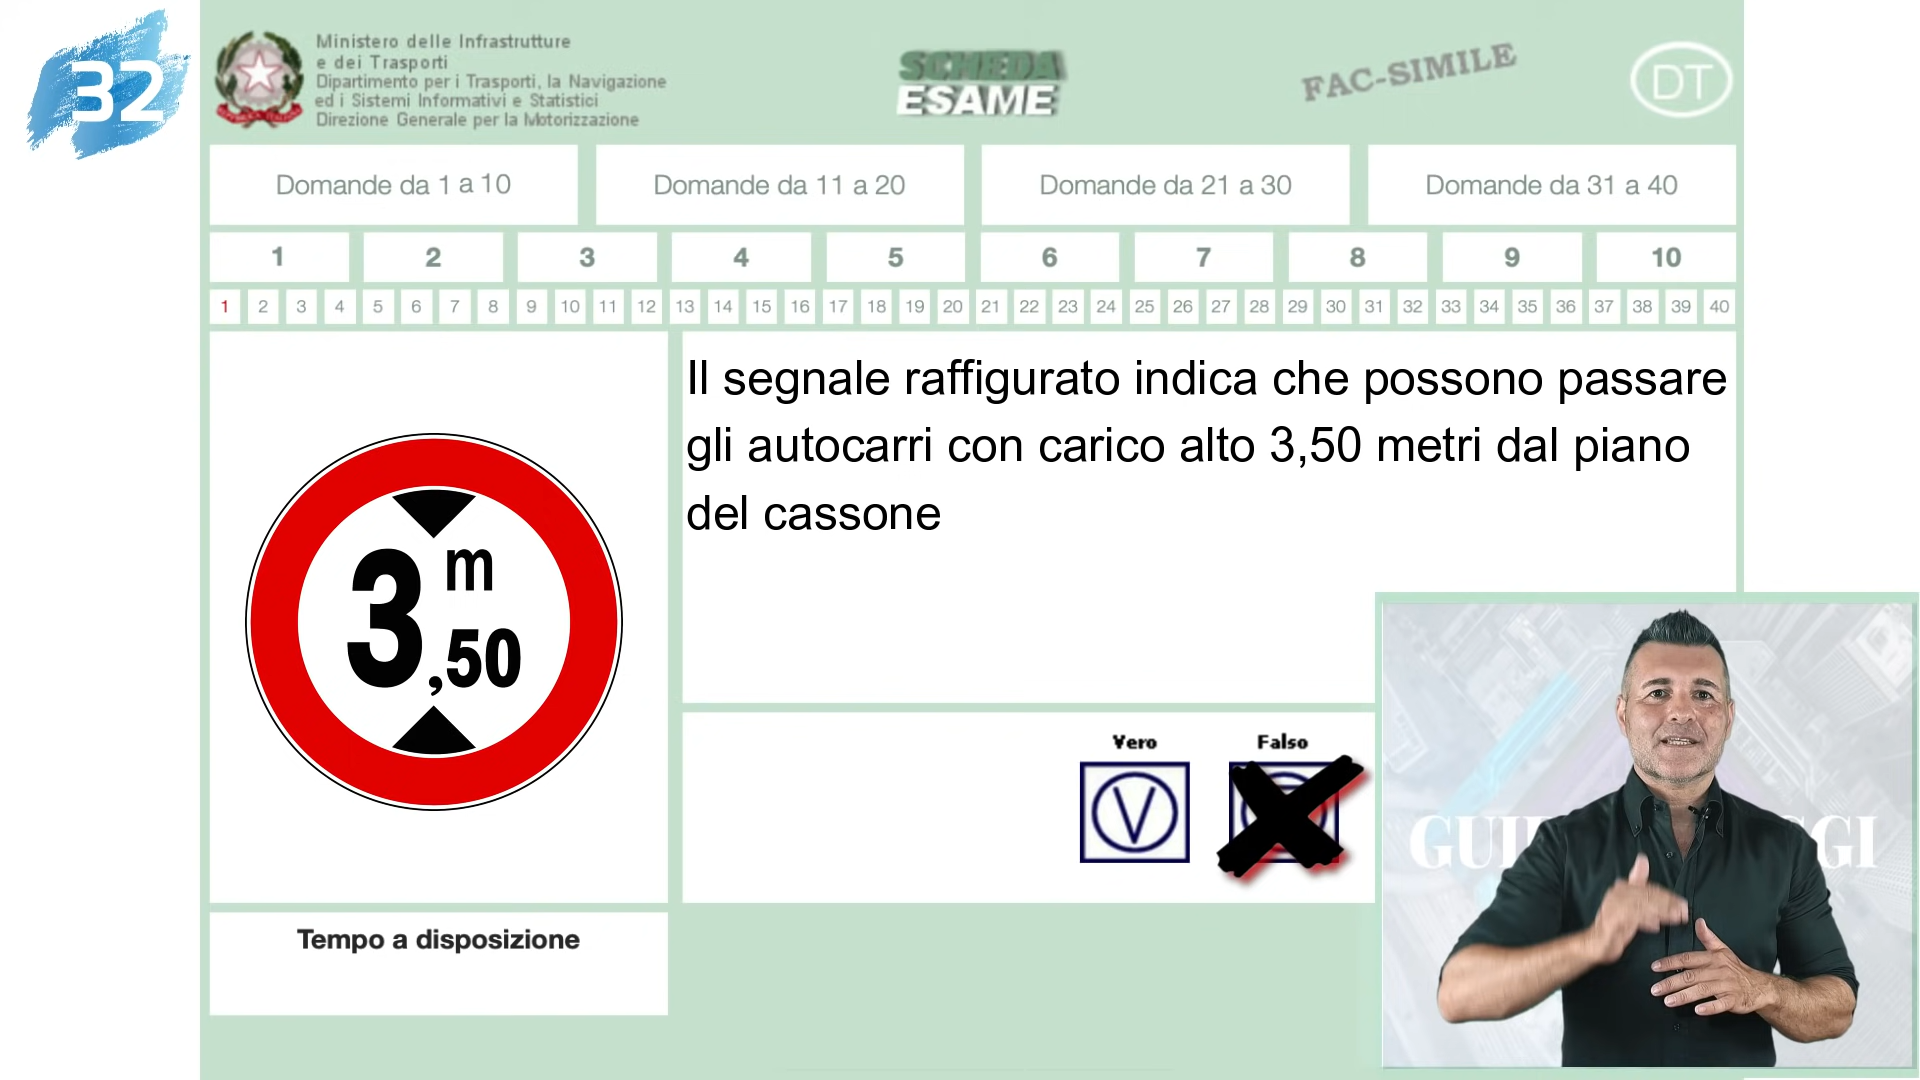 32
Ministero delle Infrastrutture
e dei Trasporti
Dipartimento per i Trasporti, la Navigazione
ed i Sistemi Informativi e Statistici
Direzione Generale per la Motorizzazione
SCHEDA
ESAME
FAC-SIMILE
DT
Domande da 1 a 10
Domande da 11 a 20
Domande da 21 a 30
Domande da 31 a 40
1 2 3 4 5 6 7 8 9 10
1 2 3 4 5 6 7 8 9 10 11 12 13 14 15 16 17 18 19 20 21 22 23 24 25 26 27 28 29 30 31 32 33 34 35 36 37 38 39 40
Il segnale raffigurato indica che possono passare
gli autocarri con carico alto 3,50 metri dal piano
del cassone
3,50 m
Vero
Falso
V
Tempo a disposizione